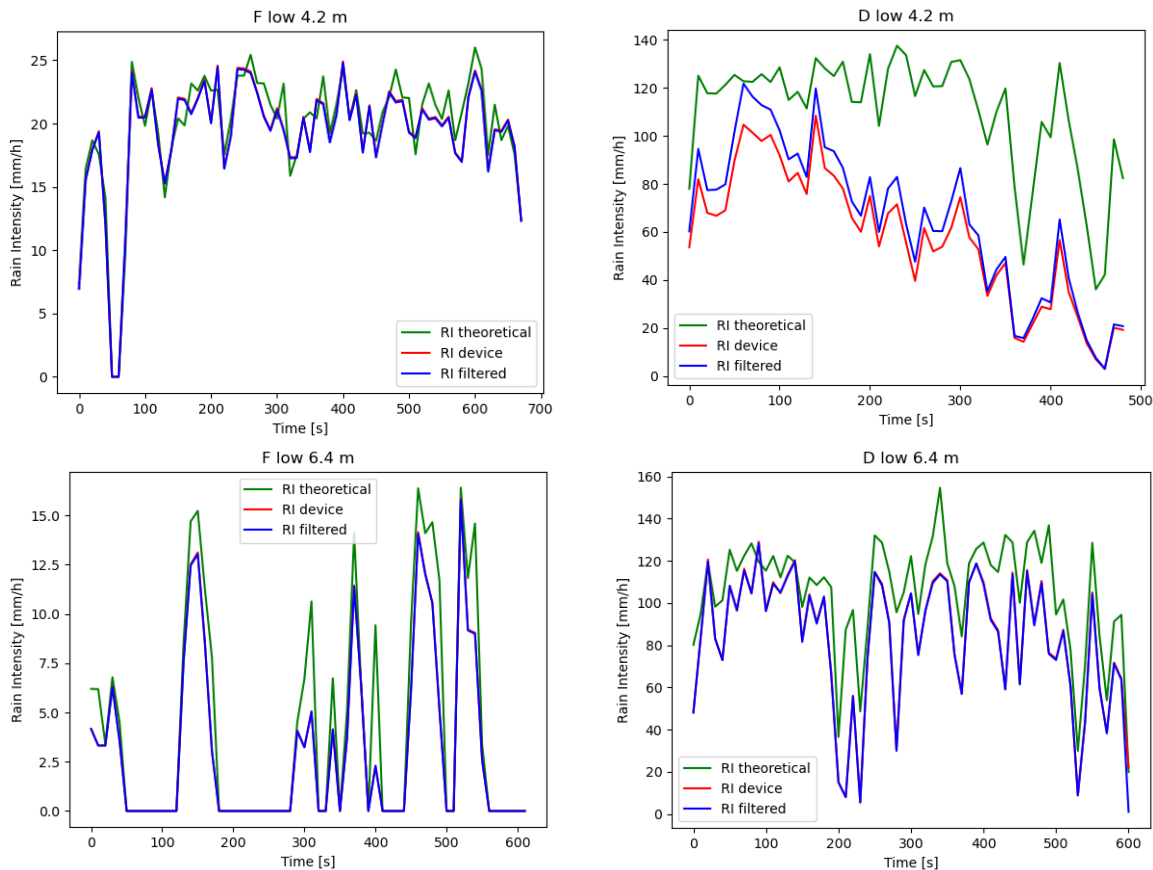 F low 4.2 m
Rain Intensity [mm/h]
25
20
15
10
5
0
RI theoretical
RI device
RI filtered
0 100 200 300 400 500 600 700
Time [s]
D low 4.2 m
Rain Intensity [mm/h]
140
120
100
80
60
40
20
0
RI theoretical
RI device
RI filtered
0 100 200 300 400 500
Time [s]
F low 6.4 m
Rain Intensity [mm/h]
15.0
12.5
10.0
7.5
5.0
2.5
0.0
RI theoretical
RI device
RI filtered
0 100 200 300 400 500 600
Time [s]
D low 6.4 m
Rain Intensity [mm/h]
160
140
120
100
80
60
40
20
0
RI theoretical
RI device
RI filtered
0 100 200 300 400 500 600
Time [s]